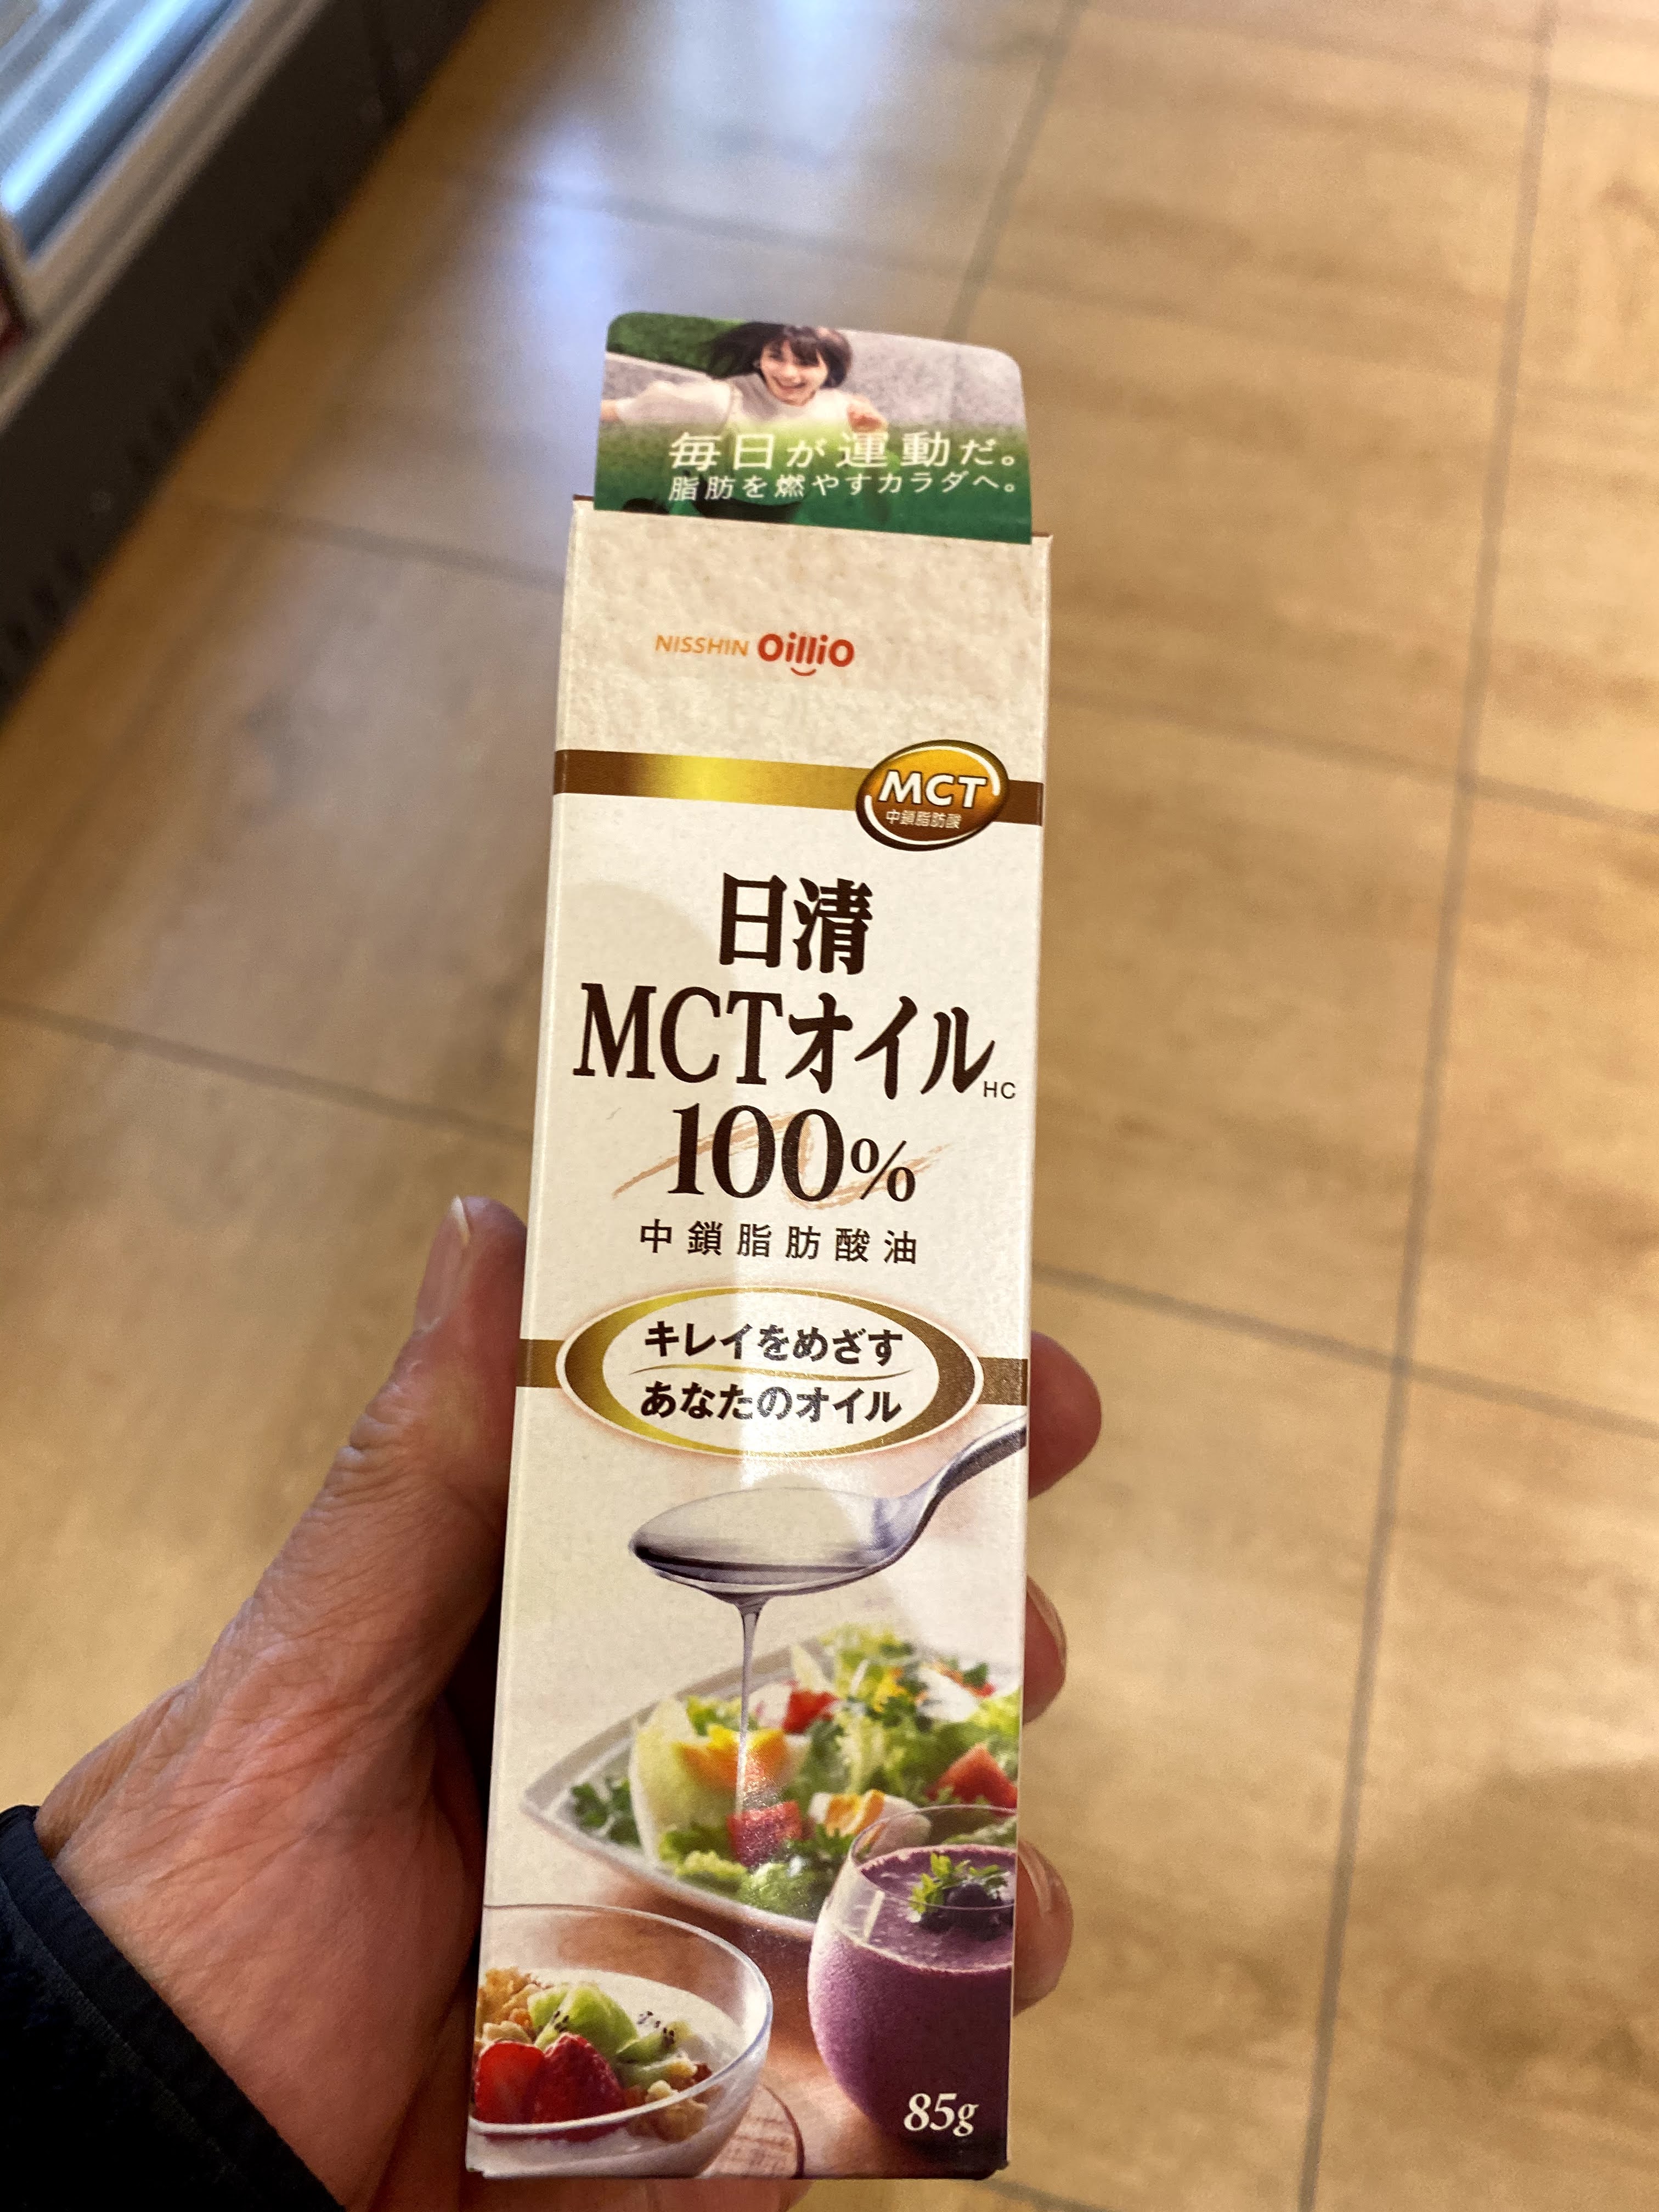 毎日が運動だ。
脂肪を燃やすカラダへ。
NISSHIN OilliO
MCT
中鎖脂肪酸
日清
MCTオイルHC
100%
中鎖脂肪酸油
キレイをめざす
あなたのオイル
85g